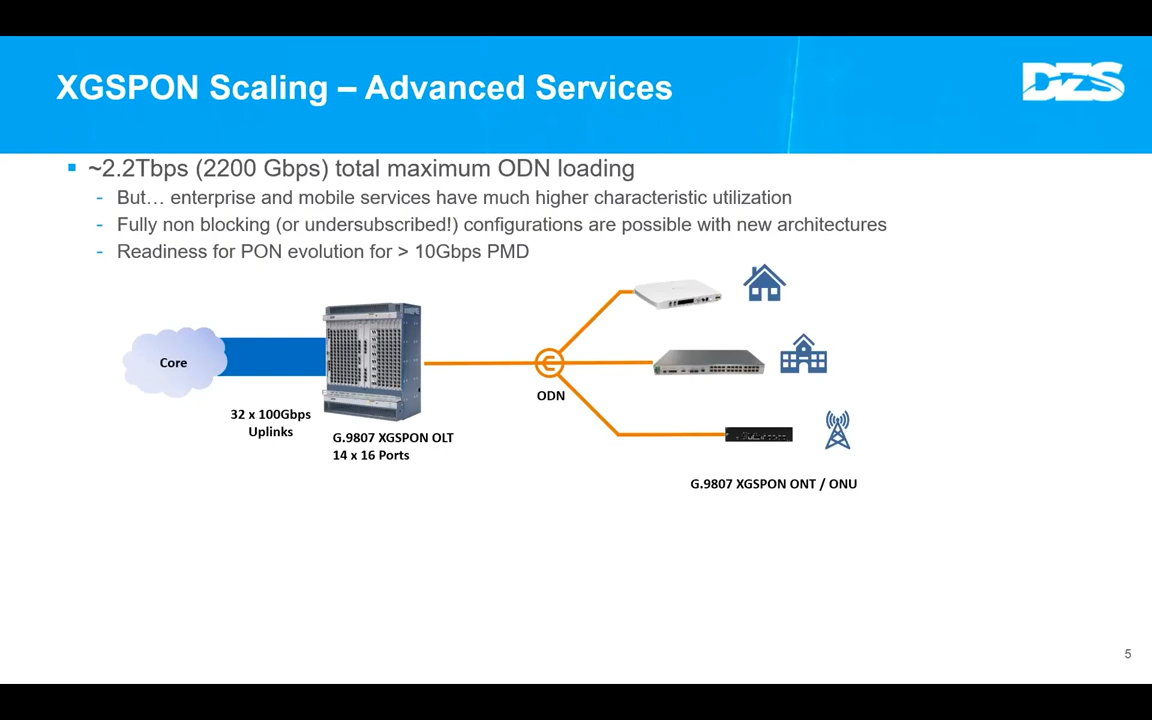 XGSPON Scaling – Advanced Services
DZS
~2.2Tbps (2200 Gbps) total maximum ODN loading
- But… enterprise and mobile services have much higher characteristic utilization
- Fully non blocking (or undersubscribed!) configurations are possible with new architectures
- Readiness for PON evolution for > 10Gbps PMD
Core
32 x 100Gbps
Uplinks
G.9807 XGSPON OLT
14 x 16 Ports
ODN
G.9807 XGSPON ONT / ONU
5